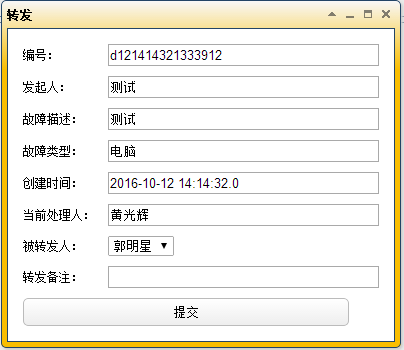 转发
编号： d121414321333912
发起人： 测试
故障描述： 测试
故障类型： 电脑
创建时间： 2016-10-12 14:14:32.0
当前处理人： 黄光辉
被转发人： 郭明星
转发备注：
提交